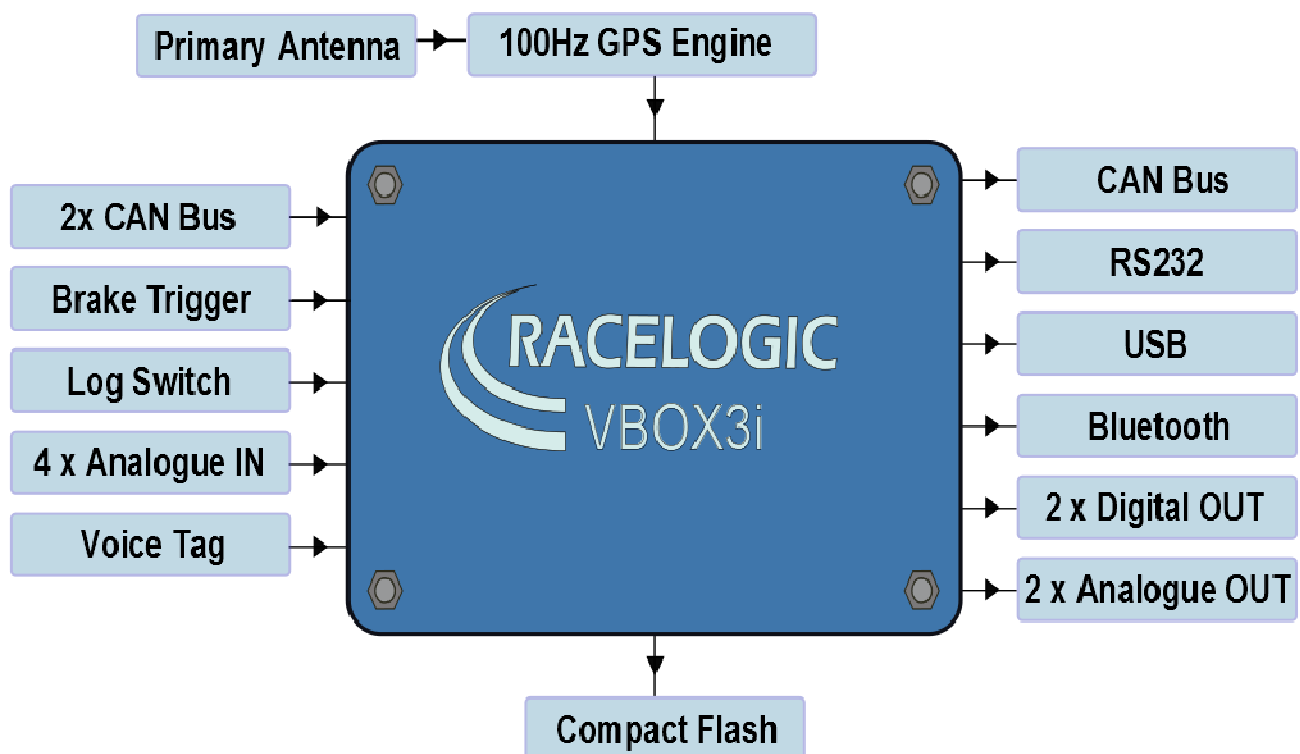 Primary Antenna
100Hz GPS Engine
2x CAN Bus
Brake Trigger
Log Switch
4 x Analogue IN
Voice Tag
RACELOGIC
VBOX3i
CAN Bus
RS232
USB
Bluetooth
2 x Digital OUT
2 x Analogue OUT
Compact Flash